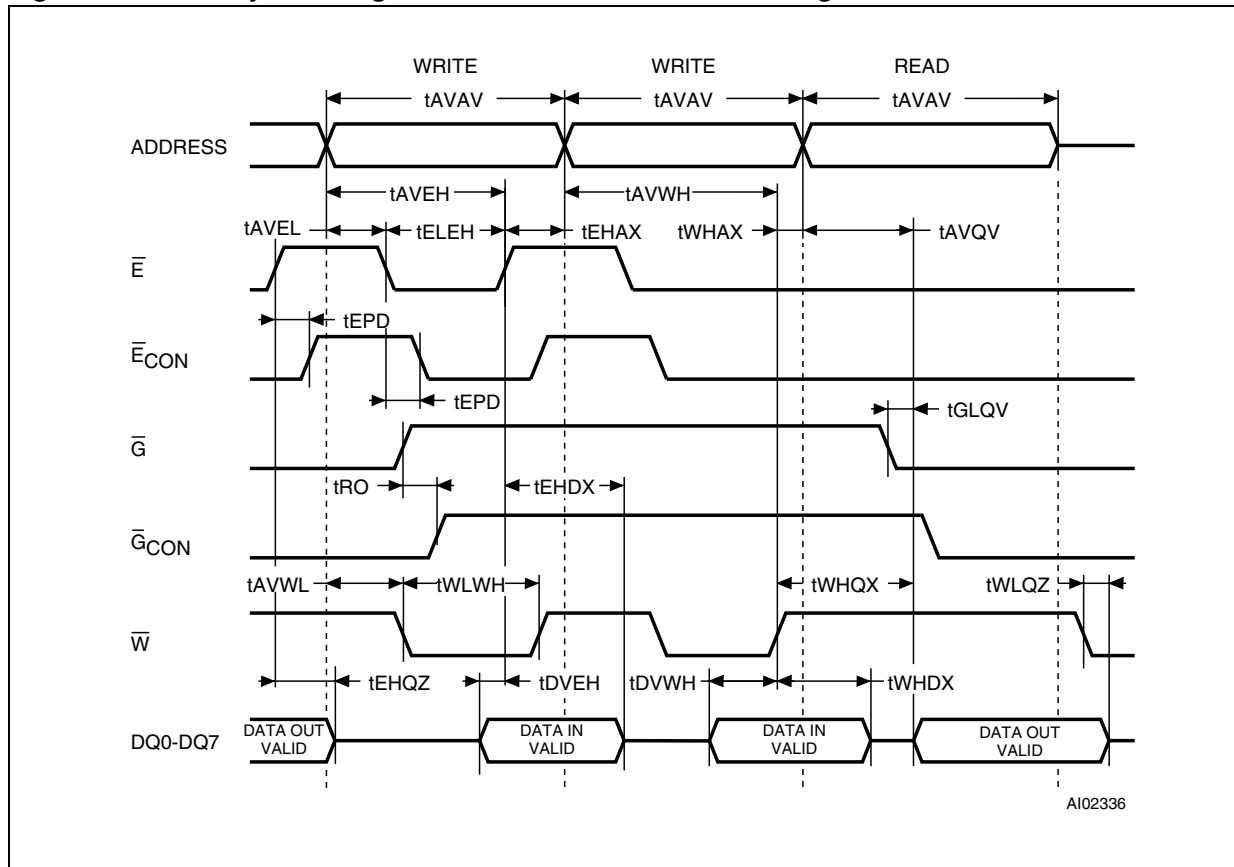 WRITE WRITE READ
tAVAV tAVAV tAVAV
ADDRESS
tAVEH tAVWH
tAVEL tELEH tEHAX tWHAX tAVQV
E
tEPD
ECON
tEPD tGLQV
G
tRO tEHDX
GCON
tAVWL tWLWH tWHQX tWLQZ
W
tEHQZ tDVEH tDVWH tWHDX
DQ0-DQ7
DATA OUT VALID
DATA IN VALID
DATA IN VALID
DATA OUT VALID
AI02336